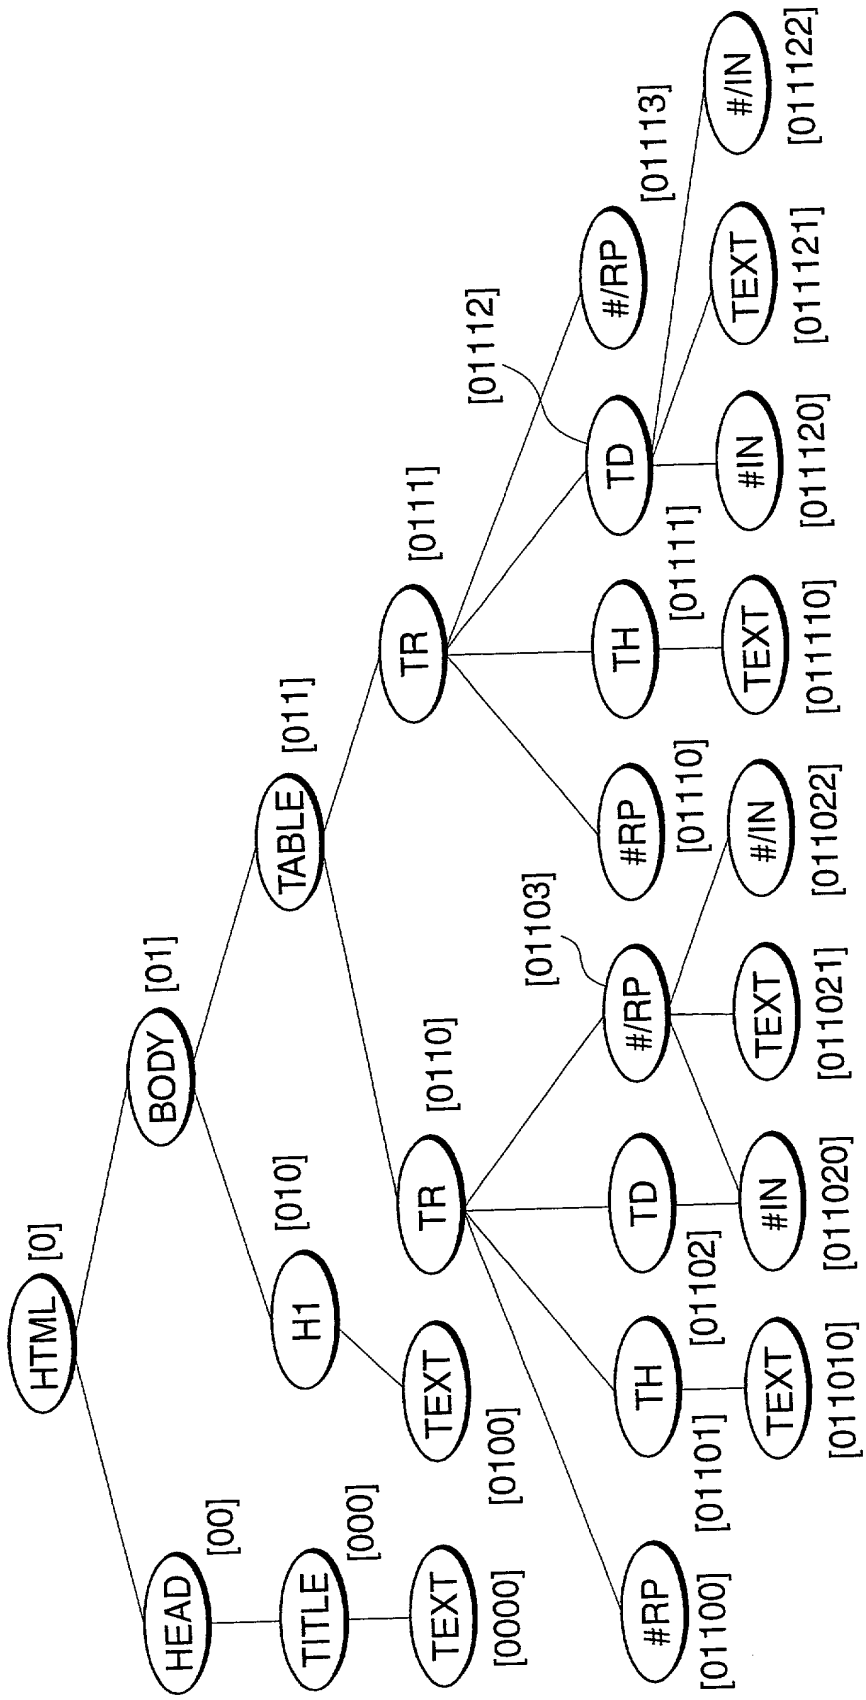 HTML [0]
HEAD [00]
BODY [01]
TITLE [000]
H1 [010]
TABLE [011]
TEXT [0000]
TEXT [0100]
TR [0110]
TR [0111]
#RP [01100]
TH [01101]
TD [01102]
#/RP [01103]
#RP [01110]
TH [01111]
TD [01112]
#/RP [01113]
TEXT [011010]
#IN [011020]
TEXT [011021]
#/IN [011022]
TEXT [011110]
#IN [011120]
TEXT [011121]
#/IN [011122]